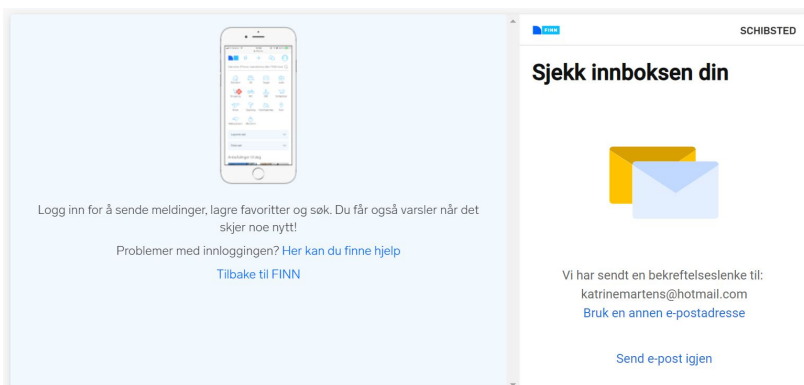 Logg inn for å sende meldinger, lagre favoritter og søk. Du får også varsler når det
skjer noe nytt!
Problemer med innloggingen? Her kan du finne hjelp
Tilbake til FINN
FINN
SCHIBSTED
Sjekk innboksen din
Vi har sendt en bekreftelseslenke til:
katrinemartens@hotmail.com
Bruk en annen e-postadresse
Send e-post igjen